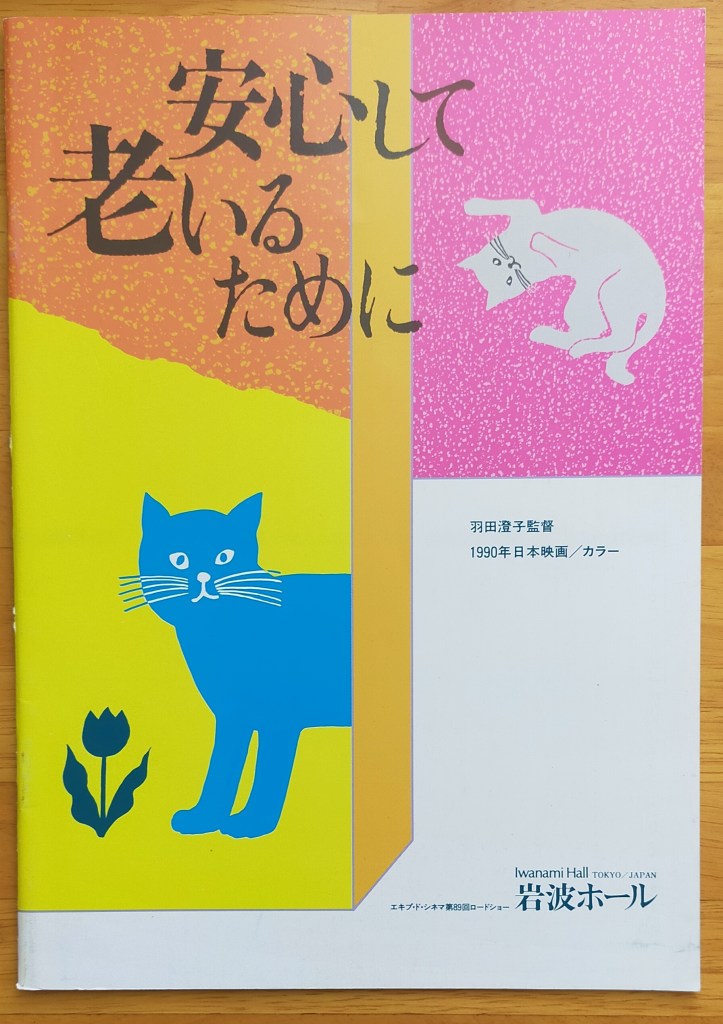 安心して
老いる
ために
羽田澄子監督
1990年日本映画／カラー
Iwanami Hall TOKYO／JAPAN
エキプ・ド・シネマ第89回ロードショー 岩波ホール